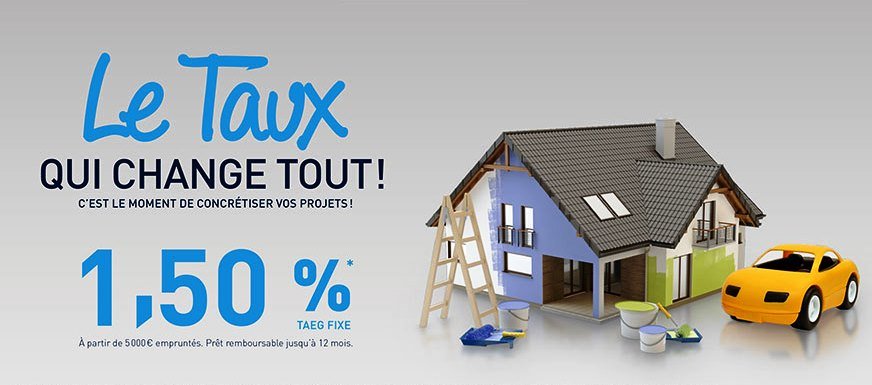 Le Taux
QUI CHANGE TOUT !
C'EST LE MOMENT DE CONCRÉTISER VOS PROJETS !
1,50 %*
TAEG FIXE
À partir de 5000€ empruntés. Prêt remboursable jusqu'à 12 mois.